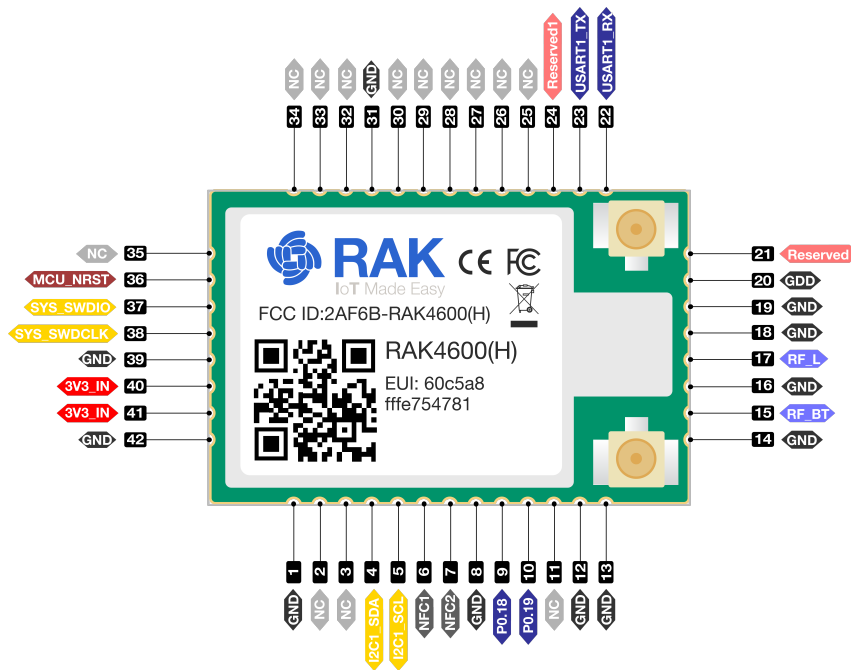 NC NC NC GND NC NC NC NC NC NC Reserved1 USART1_TX USART1_RX
34 33 32 31 30 29 28 27 26 25 24 23 22
NC 35
MCU_NRST 36
SYS_SWDIO 37
SYS_SWDCLK 38
GND 39
3V3_IN 40
3V3_IN 41
GND 42
RAK
IoT Made Easy
CE FC
FCC ID:2AF6B-RAK4600(H)
RAK4600(H)
EUI: 60c5a8
fffe754781
21 Reserved
20 GDD
19 GND
18 GND
17 RF_L
16 GND
15 RF_BT
14 GND
1 2 3 4 5 6 7 8 9 10 11 12 13
GND NC NC I2C1_SDA I2C1_SCL NFC1 NFC2 GND P0.18 P0.19 NC GND GND